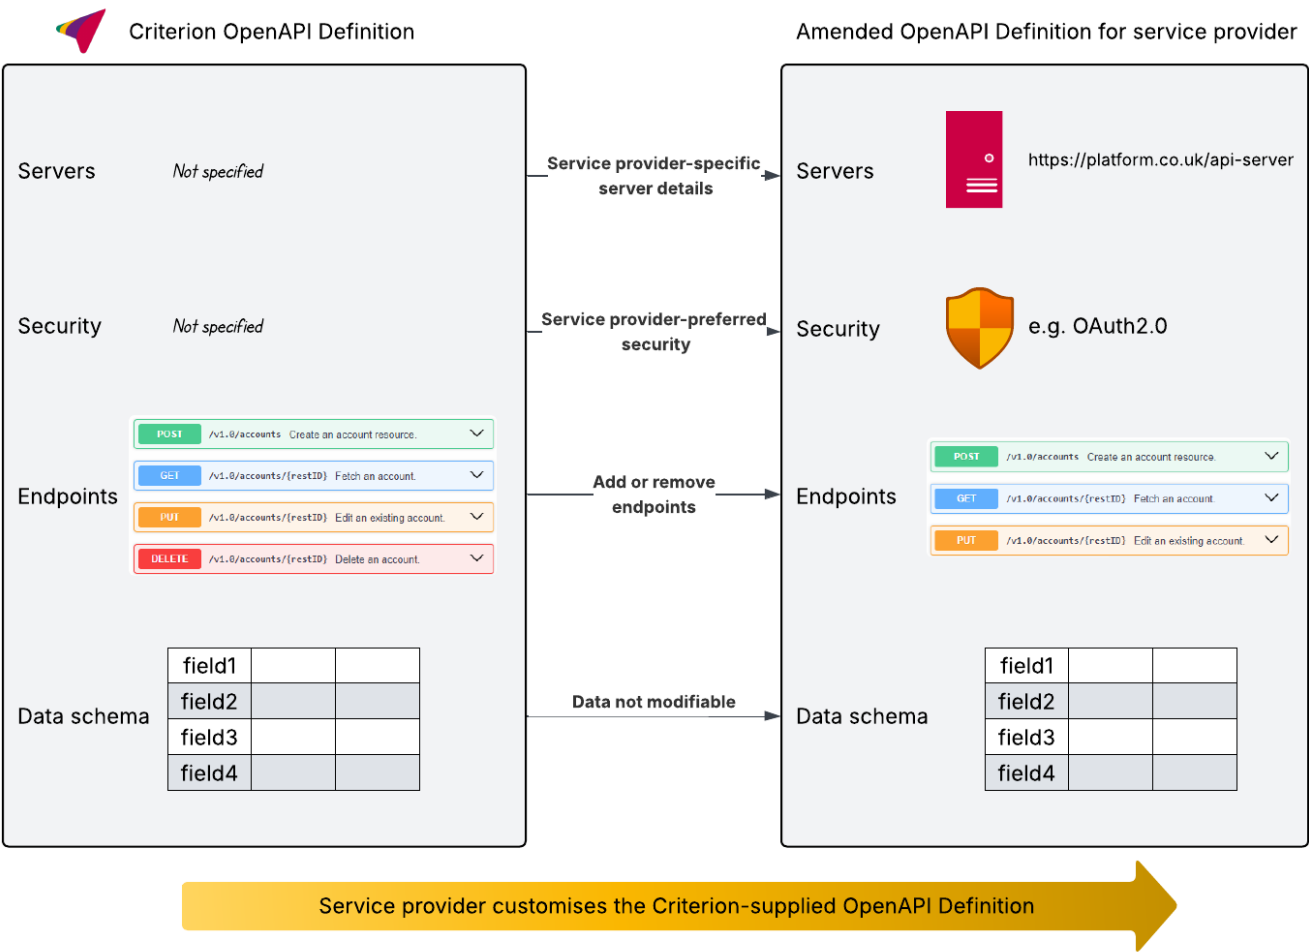 Criterion OpenAPI Definition
Amended OpenAPI Definition for service provider
Servers
Not specified
Service provider-specific
server details
Servers
https://platform.co.uk/api-server
Security
Not specified
Service provider-preferred
security
Security
e.g. OAuth2.0
Endpoints
POST /v1.0/accounts Create an account resource.
GET /v1.0/accounts/{restID} Fetch an account.
PUT /v1.0/accounts/{restID} Edit an existing account.
DELETE /v1.0/accounts/{restID} Delete an account.
Add or remove
endpoints
Endpoints
POST /v1.0/accounts Create an account resource.
GET /v1.0/accounts/{restID} Fetch an account.
PUT /v1.0/accounts/{restID} Edit an existing account.
Data schema
field1
field2
field3
field4
Data not modifiable
Data schema
field1
field2
field3
field4
Service provider customises the Criterion-supplied OpenAPI Definition